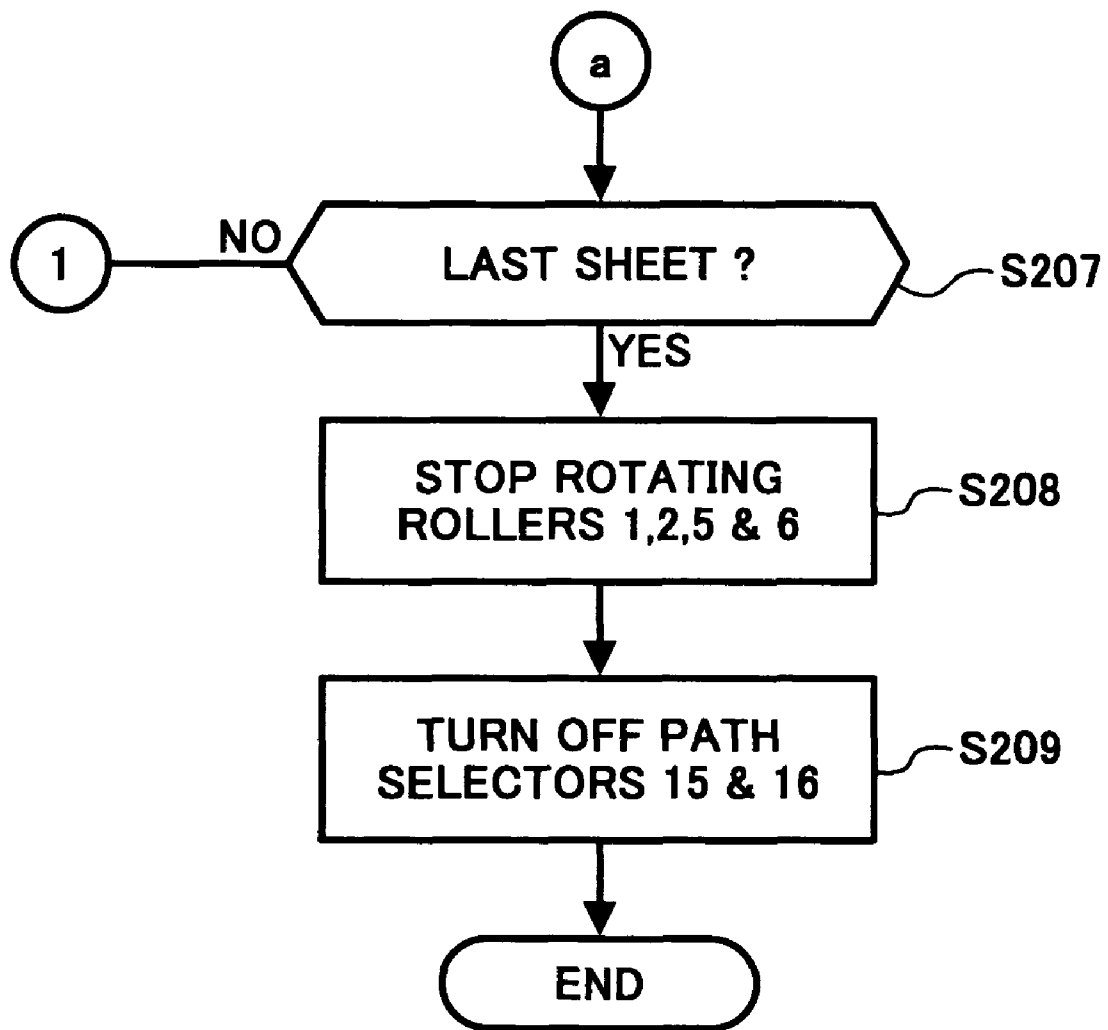 a
1
NO
LAST SHEET ?
S207
YES
STOP ROTATING
ROLLERS 1,2,5 & 6
S208
TURN OFF PATH
SELECTORS 15 & 16
S209
END